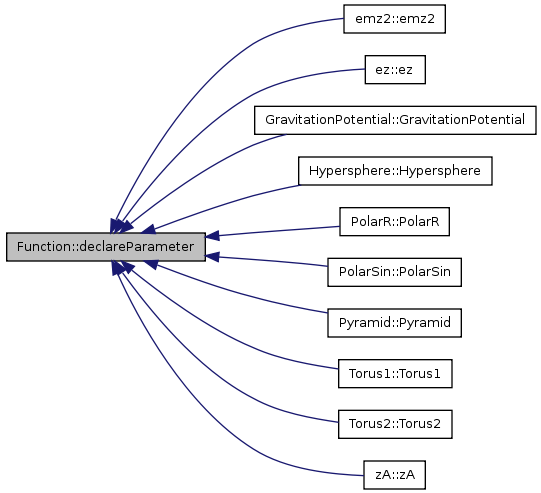 emz2::emz2
ez::ez
GravitationPotential::GravitationPotential
Hypersphere::Hypersphere
PolarR::PolarR
Function::declareParameter
PolarSin::PolarSin
Pyramid::Pyramid
Torus1::Torus1
Torus2::Torus2
zA::zA